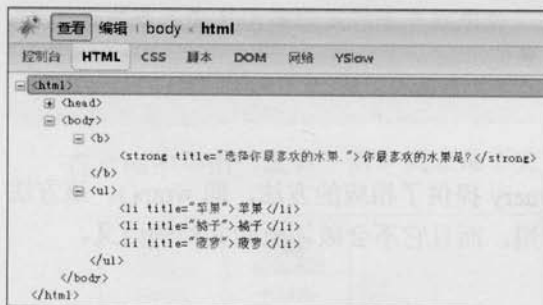 查看 编辑 | body < html
控制台 HTML CSS 脚本 DOM 网络 YSlow
<html>
<head>
<body>
<b>
<strong title="选择你最喜欢的水果.">你最喜欢的水果是?</strong>
</b>
<ul>
<li title="苹果">苹果</li>
<li title="橘子">橘子</li>
<li title="菠萝">菠萝</li>
</ul>
</body>
</html>